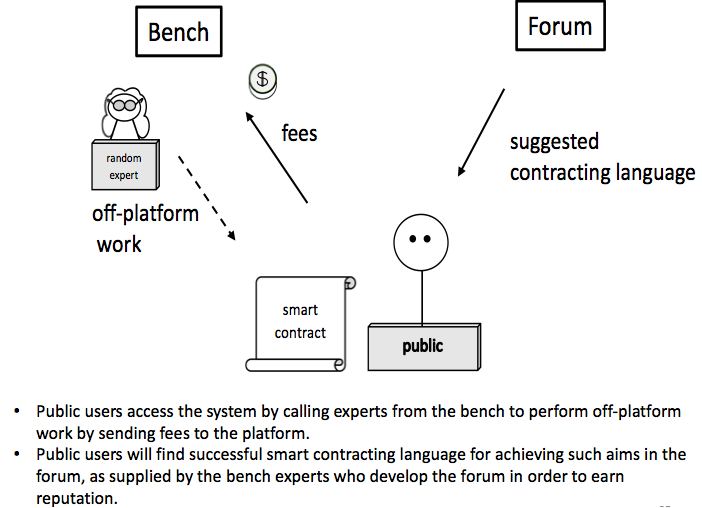 Bench
Forum
$
fees
suggested
contracting language
random
expert
off-platform
work
smart
contract
public
• Public users access the system by calling experts from the bench to perform off-platform
work by sending fees to the platform.
• Public users will find successful smart contracting language for achieving such aims in the
forum, as supplied by the bench experts who develop the forum in order to earn
reputation.